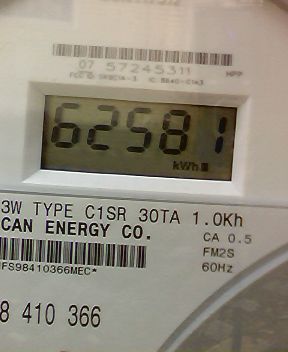 07 57245311
HPP
62581
kWh
3W TYPE C1SR 30TA 1.0Kh
CAN ENERGY CO.
CA 0.5
FM2S
60Hz
FS98410366MEC*
8 410 366